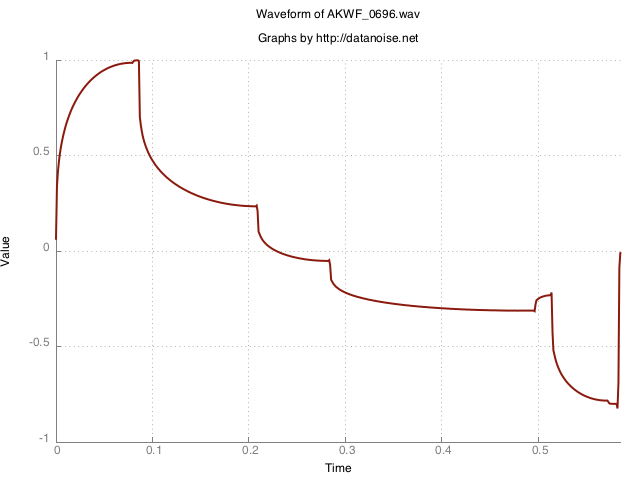 Waveform of AKWF_0696.wav
Graphs by http://datanoise.net
1
0.5
0
-0.5
-1
Value
0 0.1 0.2 0.3 0.4 0.5
Time